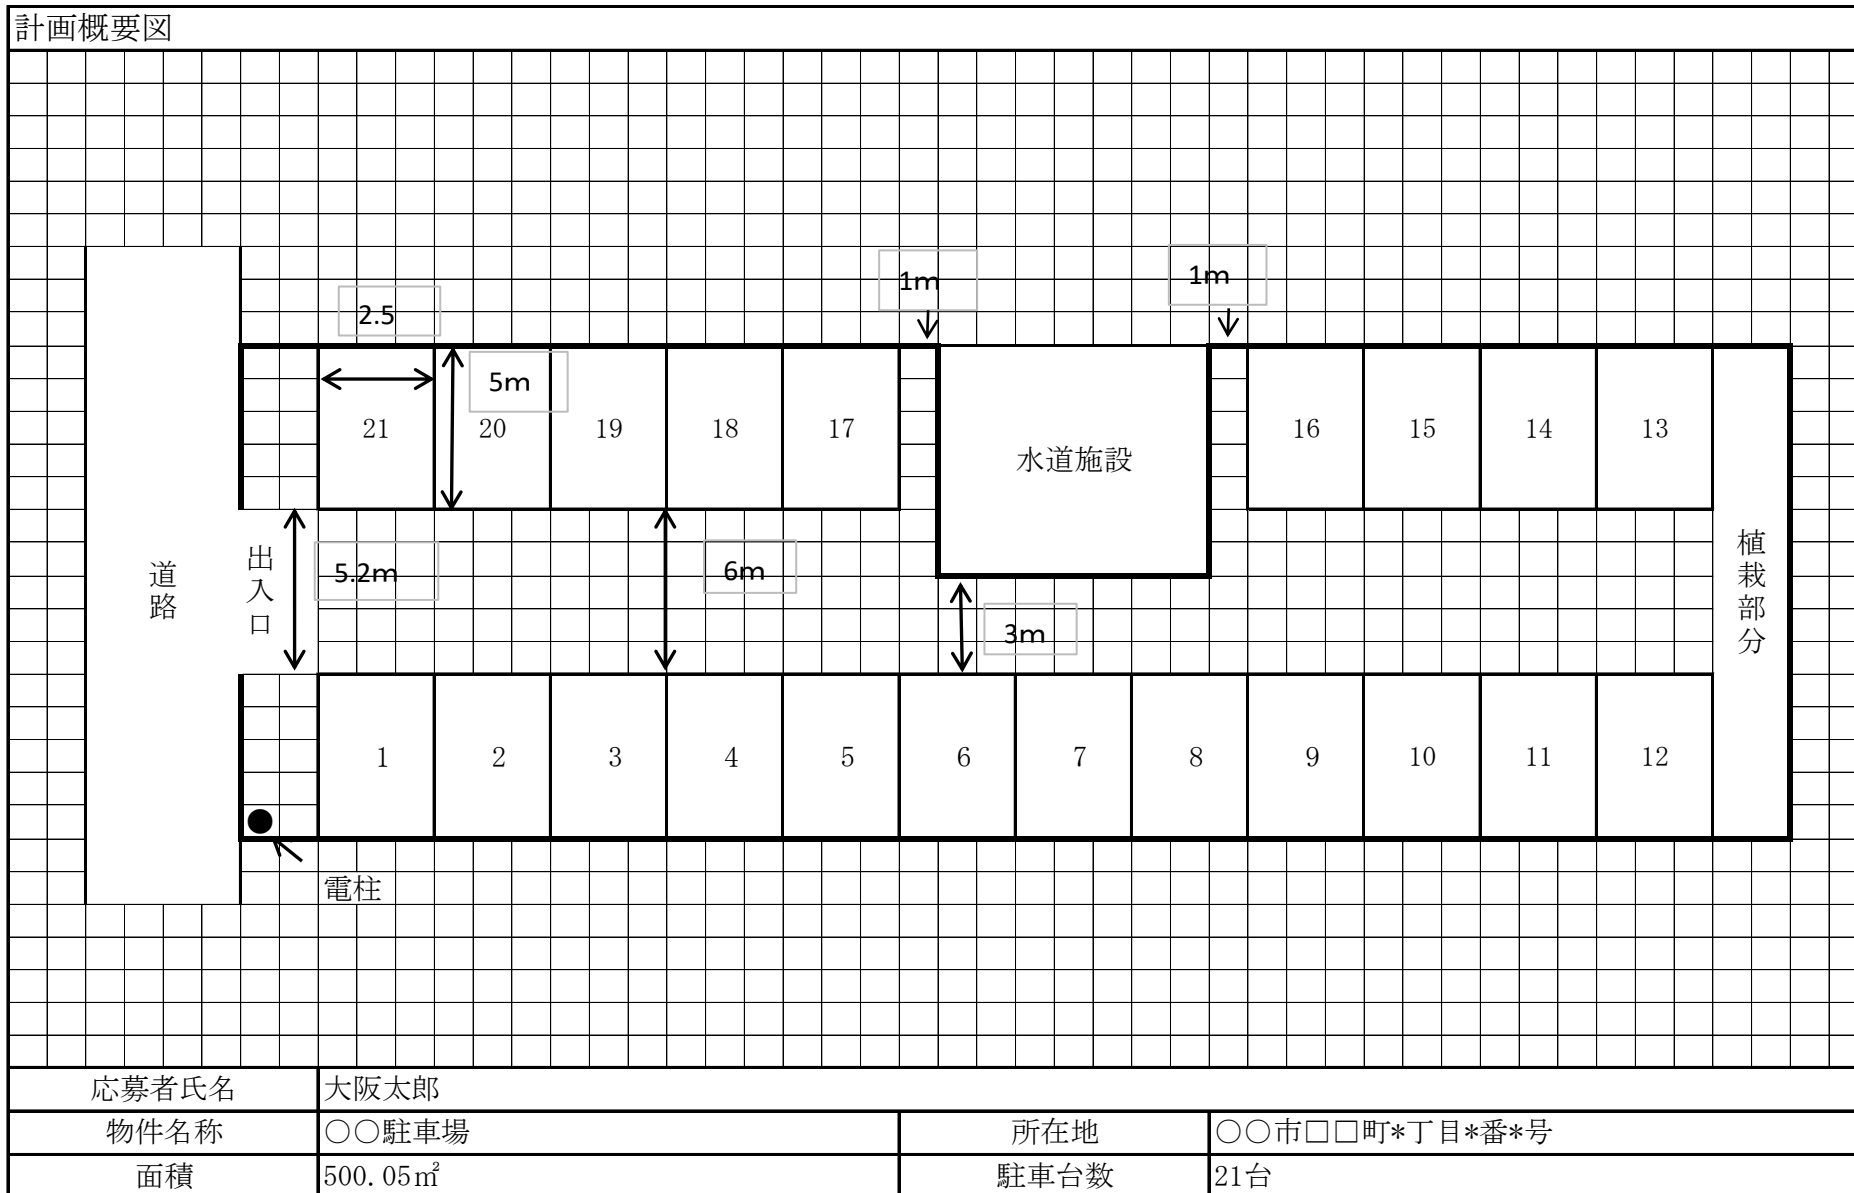 計画概要図
1m
1m
2.5
5m
21
20
19
18
17
水道施設
16
15
14
13
道路
出入口
5.2m
6m
3m
植栽部分
1
2
3
4
5
6
7
8
9
10
11
12
電柱
応募者氏名 大阪太郎
物件名称 ○○駐車場 所在地 ○○市□□町*丁目*番*号
面積 500.05㎡ 駐車台数 21台